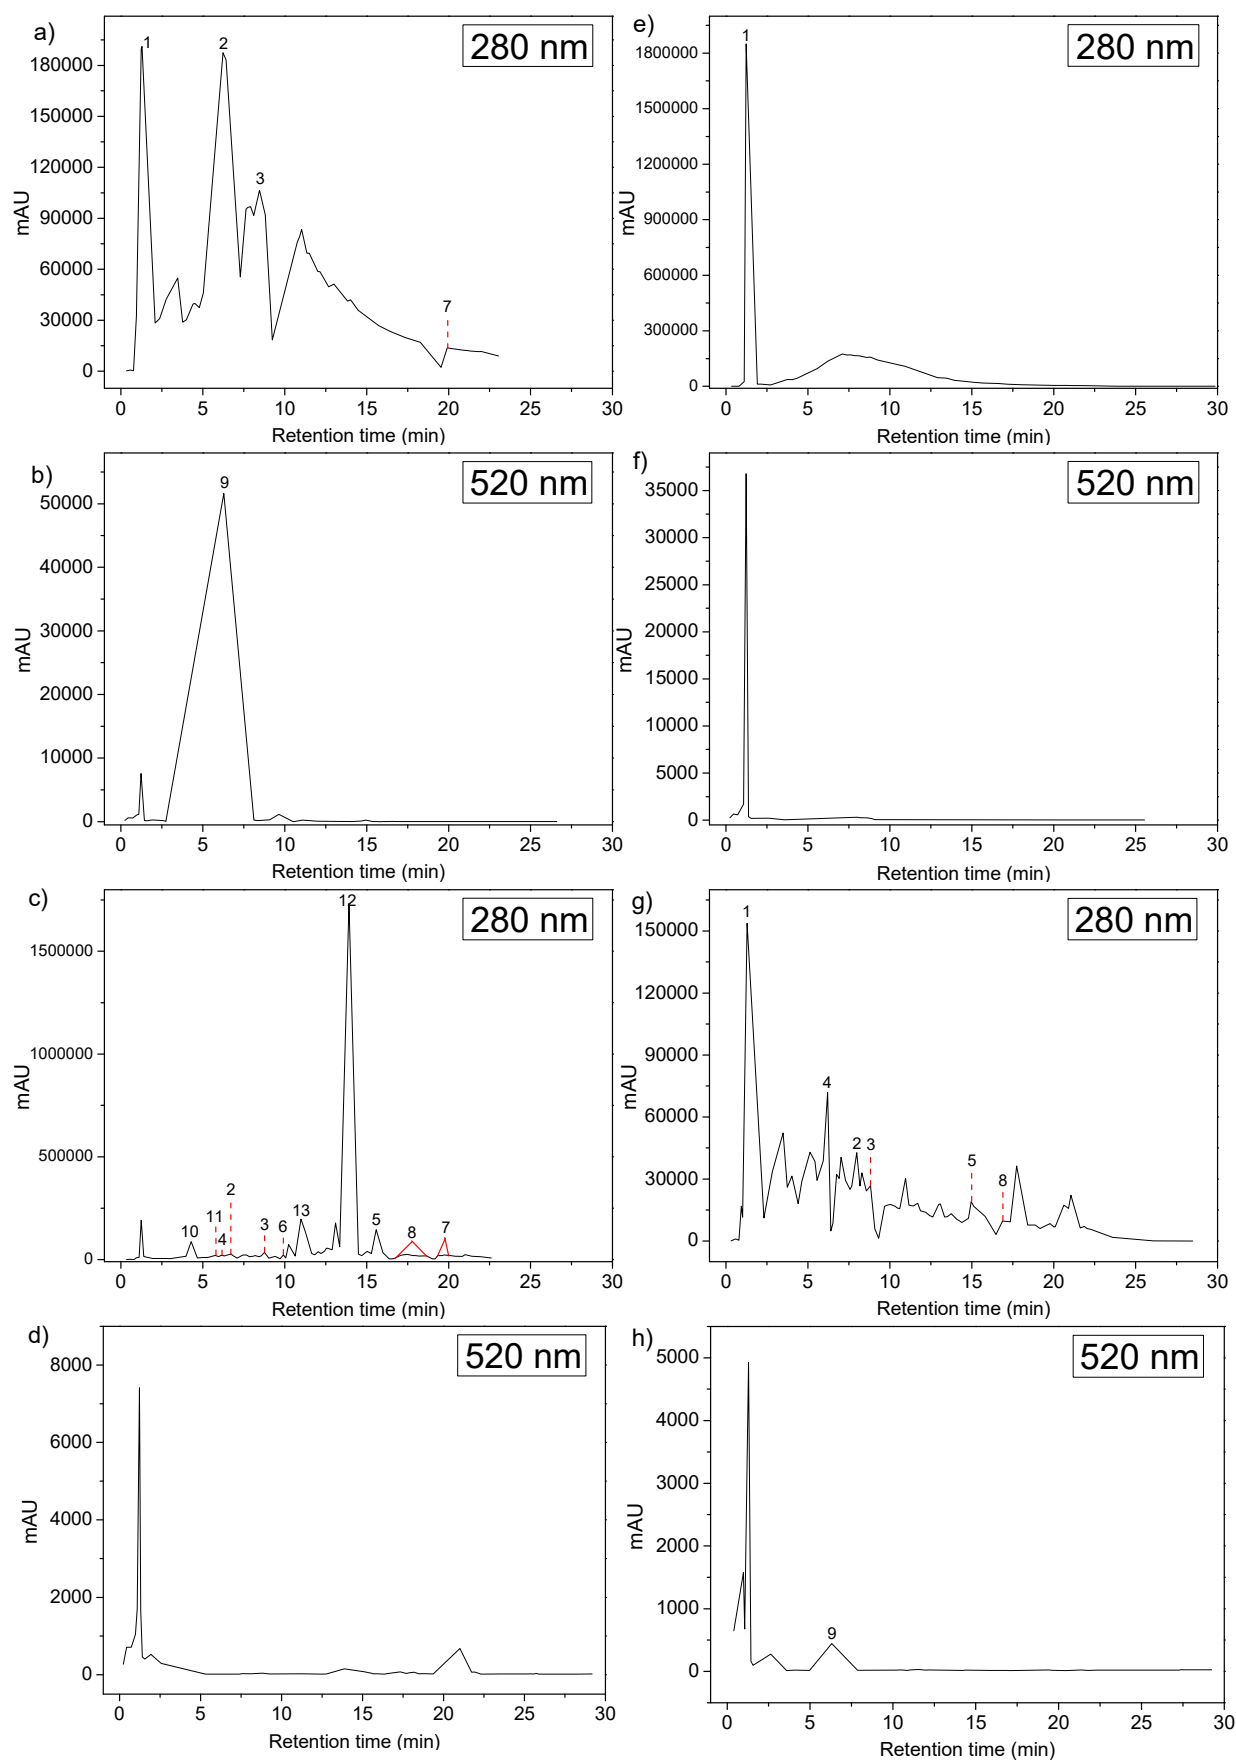 a)
280 nm
1
2
3
7
180000
150000
120000
90000
60000
30000
0
mAU
0 5 10 15 20 25 30
Retention time (min)
e)
280 nm
1
1800000
1500000
1200000
900000
600000
300000
0
mAU
0 5 10 15 20 25 30
Retention time (min)
b)
520 nm
9
50000
40000
30000
20000
10000
0
mAU
0 5 10 15 20 25 30
Retention time (min)
f)
520 nm
35000
30000
25000
20000
15000
10000
5000
0
mAU
0 5 10 15 20 25 30
Retention time (min)
c)
280 nm
12
10 11 4 2 3 6 13 5 8 7
1500000
1000000
500000
0
mAU
0 5 10 15 20 25 30
Retention time (min)
g)
280 nm
1
4
2 3
5
8
150000
120000
90000
60000
30000
0
mAU
0 5 10 15 20 25 30
Retention time (min)
d)
520 nm
8000
6000
4000
2000
0
mAU
0 5 10 15 20 25 30
Retention time (min)
h)
520 nm
9
5000
4000
3000
2000
1000
0
mAU
0 5 10 15 20 25 30
Retention time (min)